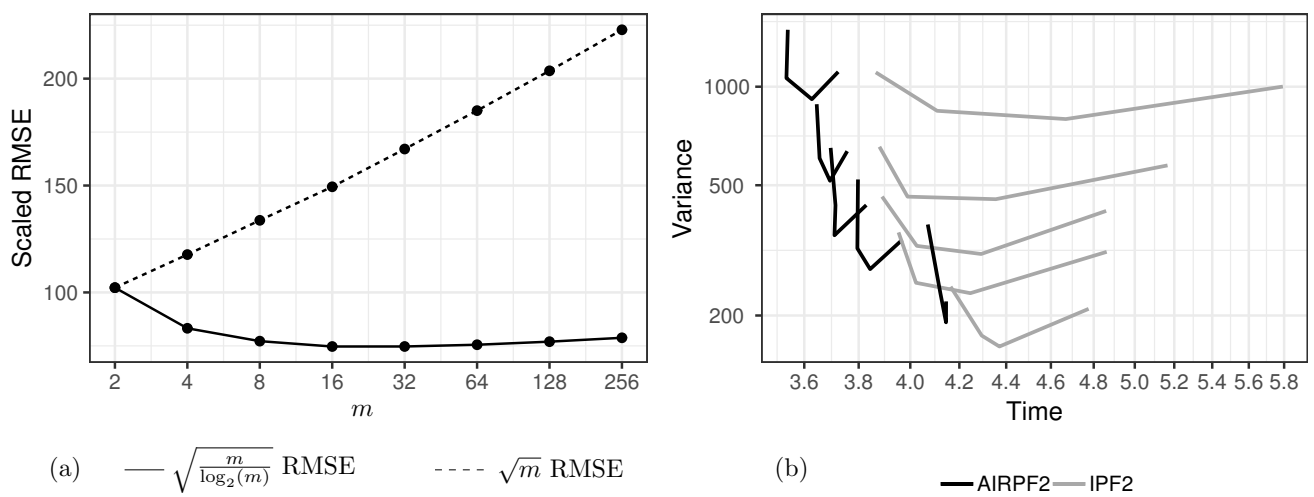 200
150
100
Scaled RMSE
2 4 8 16 32 64 128 256
m
(a) √(m/log₂(m)) RMSE √m RMSE
1000
500
200
Variance
3.6 3.8 4.0 4.2 4.4 4.6 4.8 5.0 5.2 5.4 5.6 5.8
Time
(b) AIRPF2 IPF2